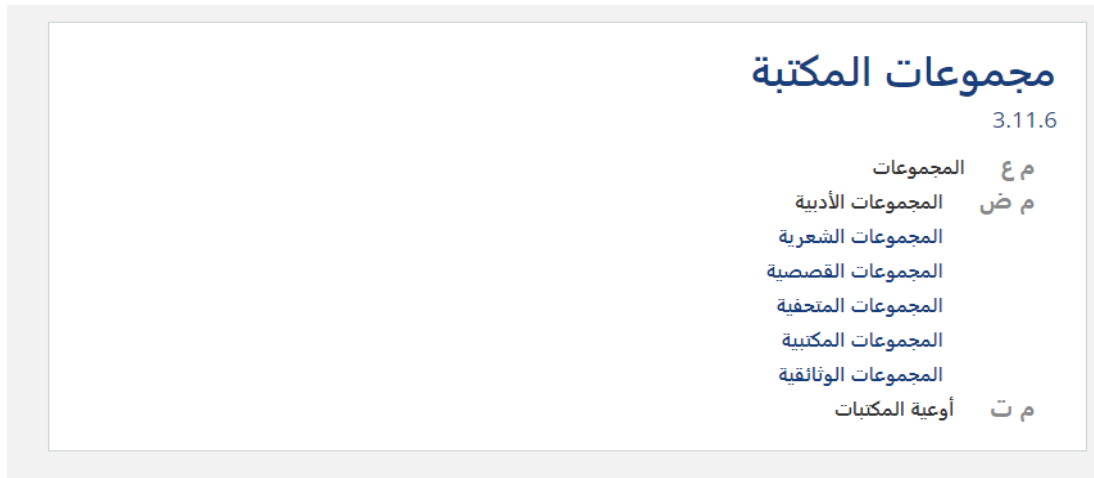 مجموعات المكتبة
3.11.6
م ع المجموعات
م ض المجموعات الأدبية
المجموعات الشعرية
المجموعات القصصية
المجموعات المتحفية
المجموعات المكتبية
المجموعات الوثائقية
م ت أوعية المكتبات